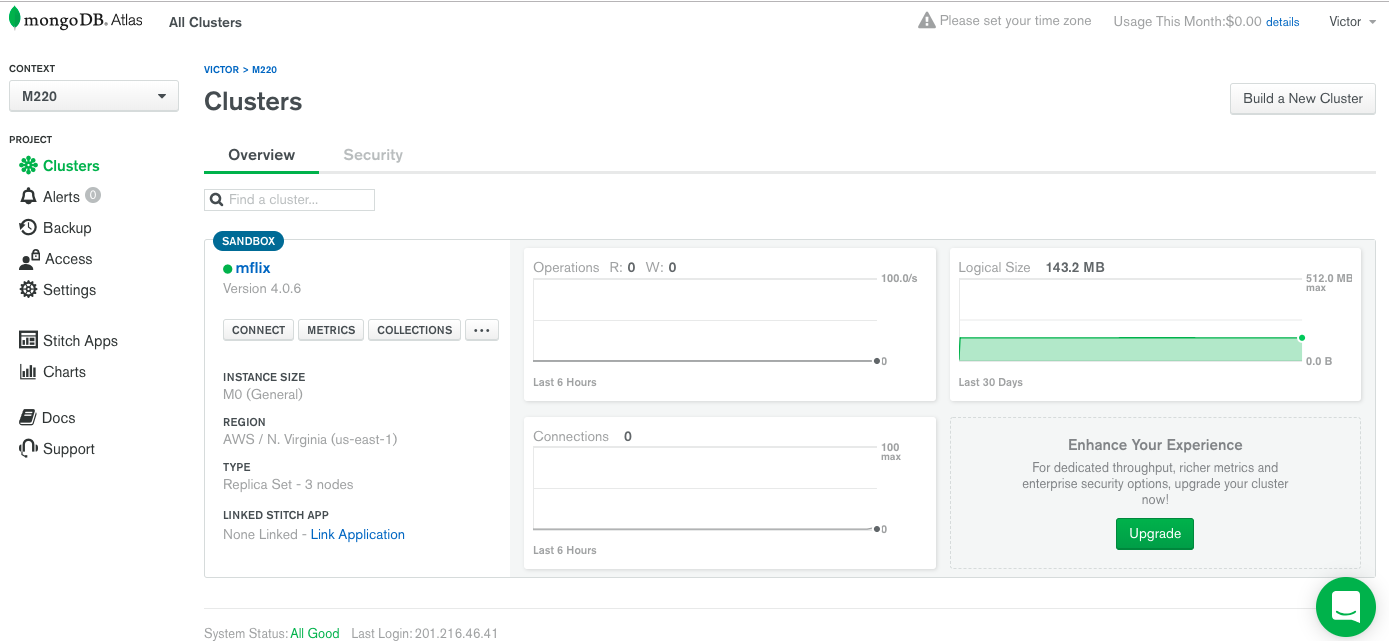 mongoDB. Atlas
All Clusters
Please set your time zone
Usage This Month:$0.00 details
Victor
CONTEXT
M220
PROJECT
Clusters
Alerts 0
Backup
Access
Settings
Stitch Apps
Charts
Docs
Support
VICTOR > M220
Clusters
Build a New Cluster
Overview
Security
Find a cluster...
SANDBOX
mflix
Version 4.0.6
CONNECT
METRICS
COLLECTIONS
...
INSTANCE SIZE
M0 (General)
REGION
AWS / N. Virginia (us-east-1)
TYPE
Replica Set - 3 nodes
LINKED STITCH APP
None Linked - Link Application
Operations R: 0 W: 0
100.0/s
0
Last 6 Hours
Logical Size 143.2 MB
512.0 MB
max
0.0 B
Last 30 Days
Connections 0
100
max
0
Last 6 Hours
Enhance Your Experience
For dedicated throughput, richer metrics and
enterprise security options, upgrade your cluster
now!
Upgrade
System Status: All Good Last Login: 201.216.46.41